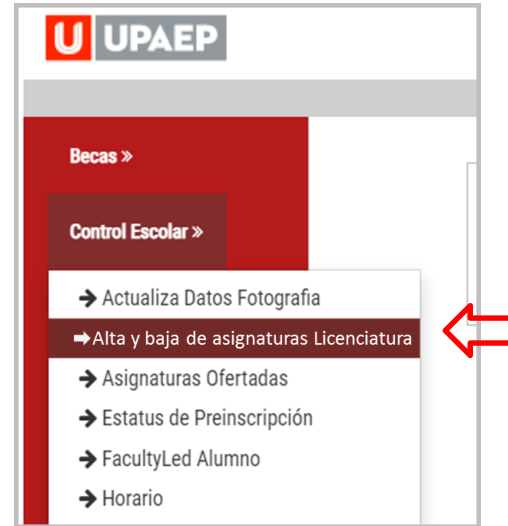 U UPAEP
Becas »
Control Escolar »
➔ Actualiza Datos Fotografia
➡Alta y baja de asignaturas Licenciatura
➔ Asignaturas Ofertadas
➔ Estatus de Preinscripción
➔ FacultyLed Alumno
➔ Horario